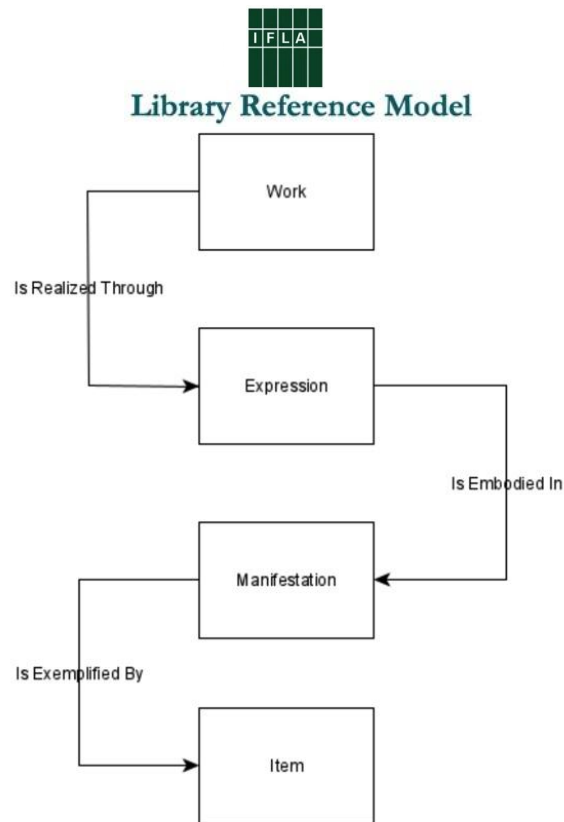 IFLA
Library Reference Model
Work
Is Realized Through
Expression
Is Embodied In
Manifestation
Is Exemplified By
Item